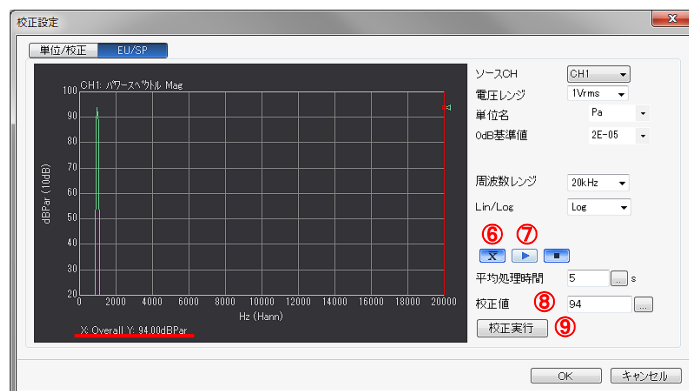 校正設定
単位/校正 EU/SP
CH1: パワースペクトル Mag
dBPar (10dB)
100
90
80
70
60
50
40
30
20
0 2000 4000 6000 8000 10000 12000 14000 16000 18000 20000
Hz (Hann)
X: Overall Y: 94.00dBPar
ソースCH CH1
電圧レンジ 1Vrms
単位名 Pa
0dB基準値 2E-05
周波数レンジ 20kHz
Lin/Log Log
⑥ ⑦
X
平均処理時間 5 ... s
校正値 ⑧ 94 ...
校正実行 ⑨
OK キャンセル